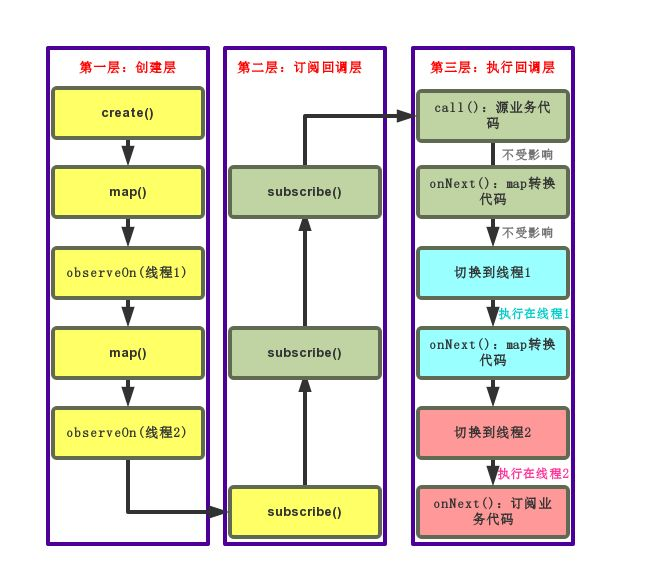 第一层：创建层
create()
map()
observeOn(线程1)
map()
observeOn(线程2)
第二层：订阅回调层
subscribe()
subscribe()
subscribe()
第三层：执行回调层
call()：源业务代
码
不受影响
onNext()：map转换
代码
不受影响
切换到线程1
执行在线程1
onNext()：map转换
代码
切换到线程2
执行在线程2
onNext()：订阅业
务代码